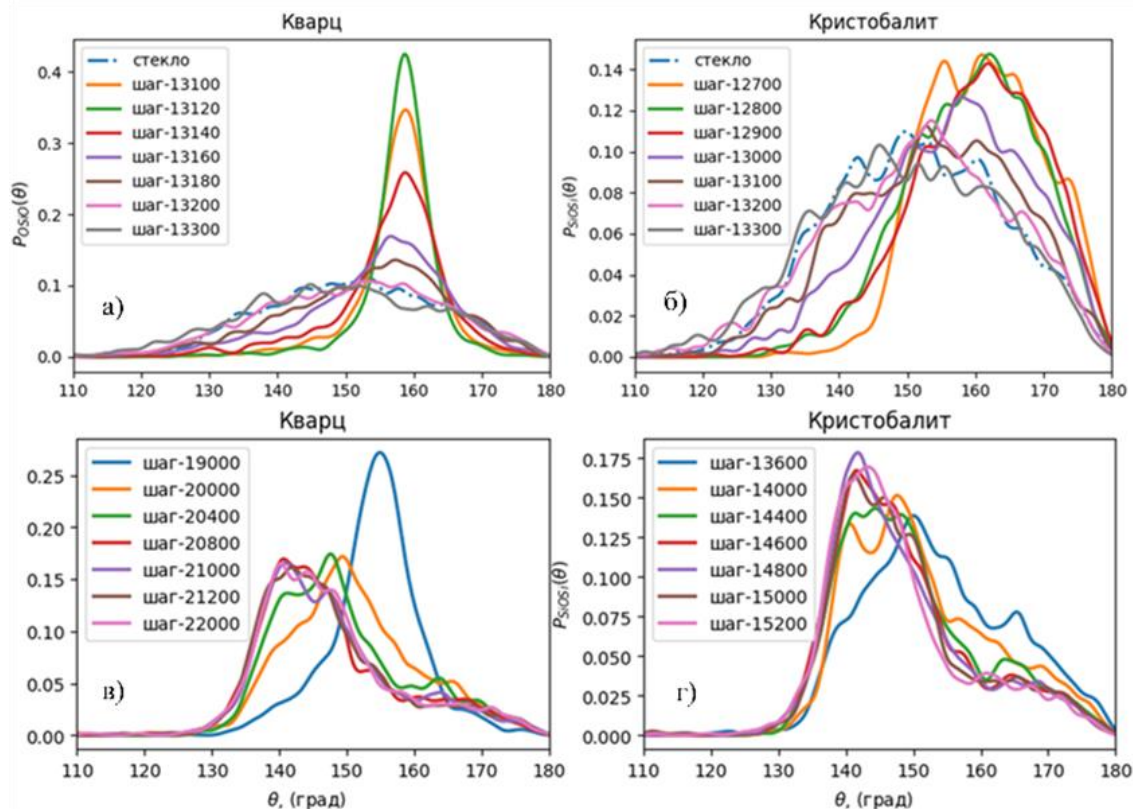 Кварц
0.4
0.3
0.2
0.1
0.0
P_OSiO(θ)
стекло
шаг-13100
шаг-13120
шаг-13140
шаг-13160
шаг-13180
шаг-13200
шаг-13300
а)
110 120 130 140 150 160 170 180
Кристобалит
0.14
0.12
0.10
0.08
0.06
0.04
0.02
0.00
P_SiOSi(θ)
стекло
шаг-12700
шаг-12800
шаг-12900
шаг-13000
шаг-13100
шаг-13200
шаг-13300
б)
110 120 130 140 150 160 170 180
Кварц
0.25
0.20
0.15
0.10
0.05
0.00
шаг-19000
шаг-20000
шаг-20400
шаг-20800
шаг-21000
шаг-21200
шаг-22000
в)
110 120 130 140 150 160 170 180
θ, (град)
Кристобалит
0.175
0.150
0.125
0.100
0.075
0.050
0.025
0.000
P_SiOSi(θ)
шаг-13600
шаг-14000
шаг-14400
шаг-14600
шаг-14800
шаг-15000
шаг-15200
г)
110 120 130 140 150 160 170 180
θ, (град)